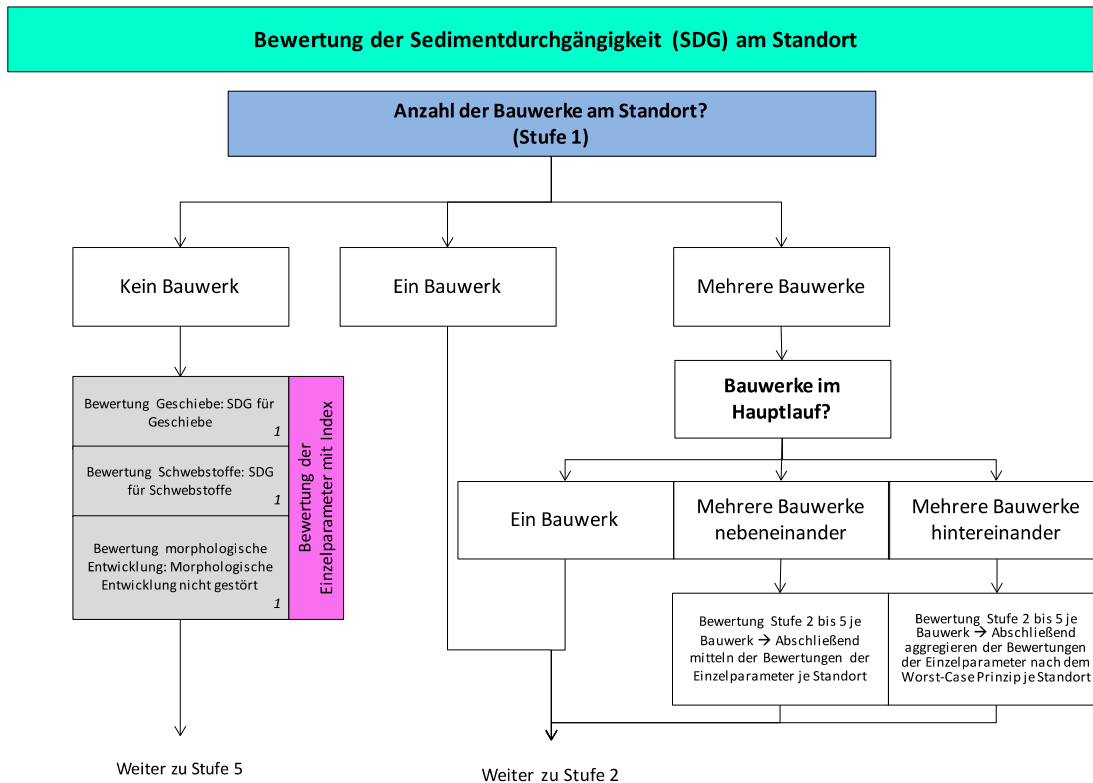 Bewertung der Sedimentdurchgängigkeit (SDG) am Standort
Anzahl der Bauwerke am Standort?
(Stufe 1)
Kein Bauwerk
Ein Bauwerk
Mehrere Bauwerke
Bewertung Geschiebe: SDG für
Geschiebe
1
Bewertung Schwebstoffe: SDG
für Schwebstoffe
1
Bewertung morphologische
Entwicklung: Morphologische
Entwicklung nicht gestört
1
Bewertung der
Einzelparameter mit Index
Bauwerke im
Hauptlauf?
Ein Bauwerk
Mehrere Bauwerke
nebeneinander
Mehrere Bauwerke
hintereinander
Bewertung Stufe 2 bis 5 je
Bauwerk → Abschließend
mitteln der Bewertungen der
Einzelparameter je Standort
Bewertung Stufe 2 bis 5 je
Bauwerk → Abschließend
aggregieren der Bewertungen
der Einzelparameter nach dem
Worst-Case Prinzip je Standort
Weiter zu Stufe 5
Weiter zu Stufe 2